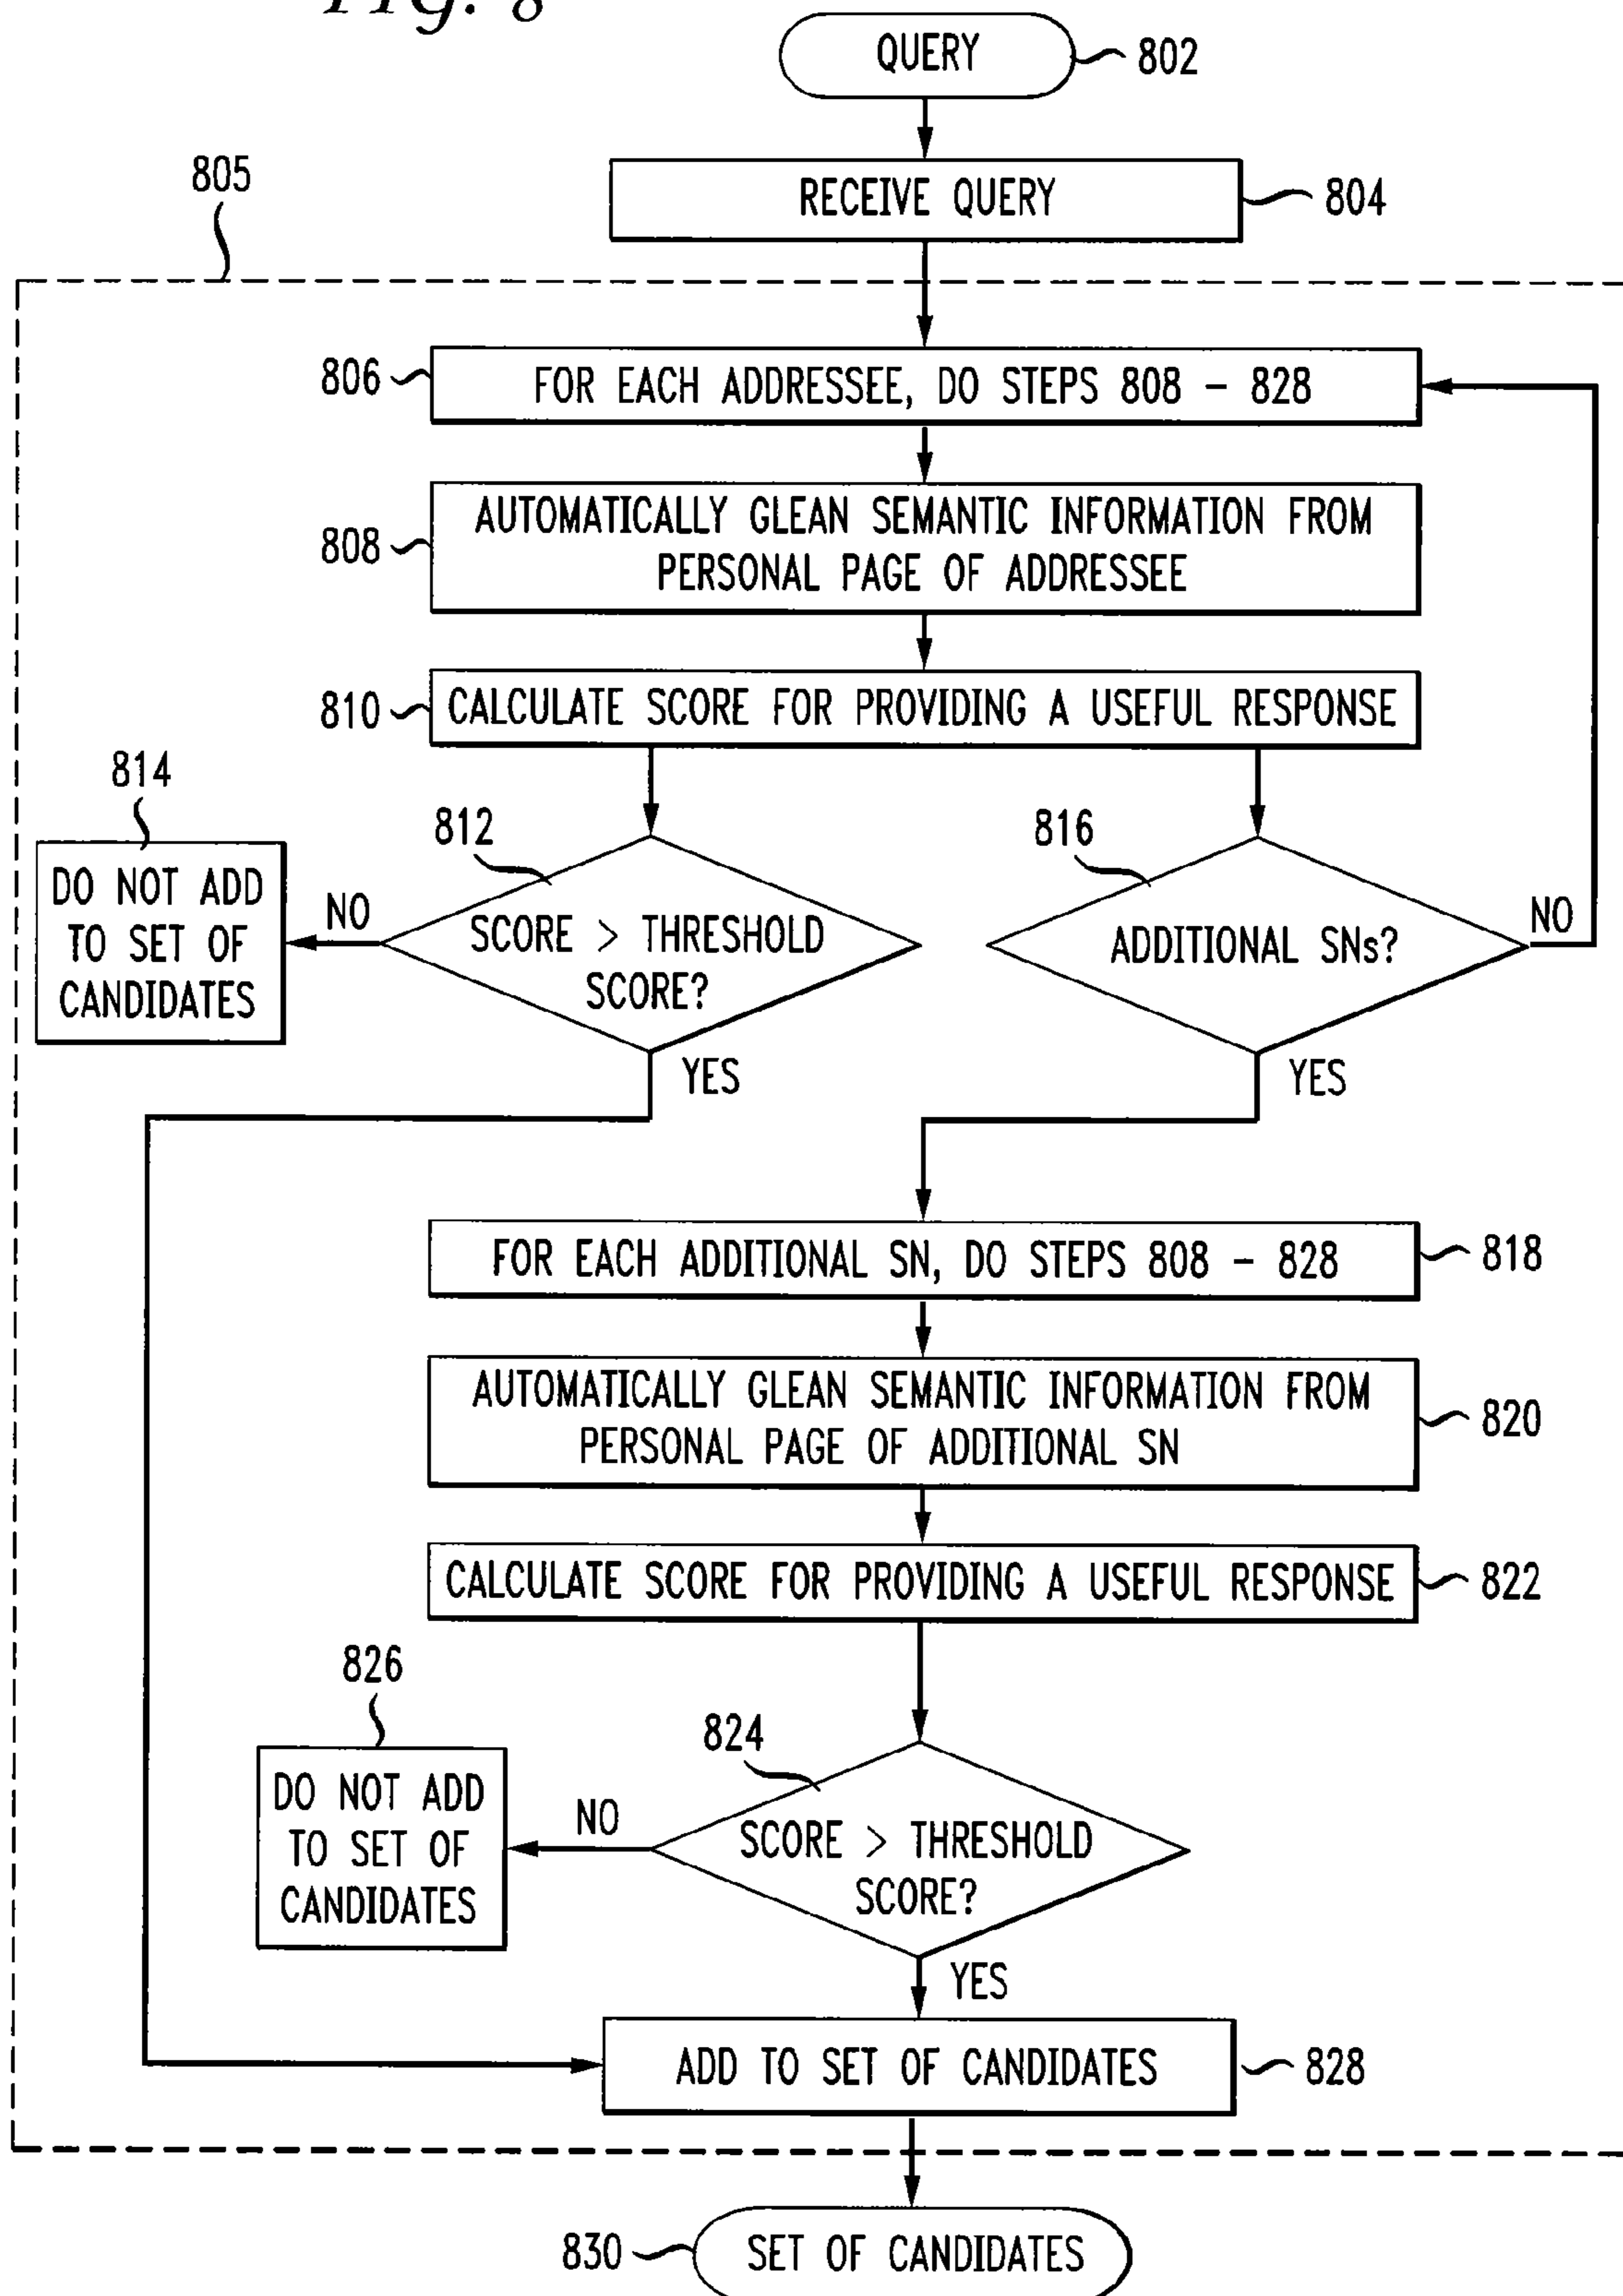 FIG. 8
QUERY
802
RECEIVE QUERY
804
805
806
FOR EACH ADDRESSEE, DO STEPS 808 – 828
808
AUTOMATICALLY GLEAN SEMANTIC INFORMATION FROM
PERSONAL PAGE OF ADDRESSEE
810
CALCULATE SCORE FOR PROVIDING A USEFUL RESPONSE
814
DO NOT ADD
TO SET OF
CANDIDATES
NO
812
SCORE > THRESHOLD
SCORE?
YES
816
ADDITIONAL SNs?
NO
YES
FOR EACH ADDITIONAL SN, DO STEPS 808 – 828
818
AUTOMATICALLY GLEAN SEMANTIC INFORMATION FROM
PERSONAL PAGE OF ADDITIONAL SN
820
CALCULATE SCORE FOR PROVIDING A USEFUL RESPONSE
822
826
DO NOT ADD
TO SET OF
CANDIDATES
NO
824
SCORE > THRESHOLD
SCORE?
YES
ADD TO SET OF CANDIDATES
828
830
SET OF CANDIDATES